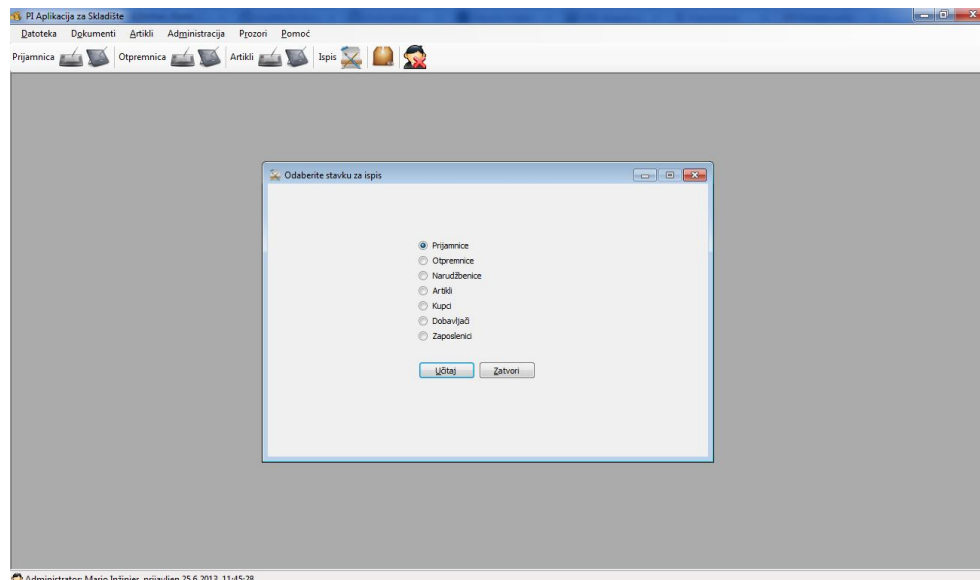 PI Aplikacija za Skladište
Datoteka Dokumenti Artikli Administracija Prozori Pomoć
Prijamnica Otpremnica Artikli Ispis
Odaberite stavku za ispis
Prijamnice
Otpremnice
Narudžbenice
Artikli
Kupci
Dobavljači
Zaposlenici
Učitaj Zatvori
Administrator: Mario Inžinjer, prijavljen 25.6.2013. 11:45:28